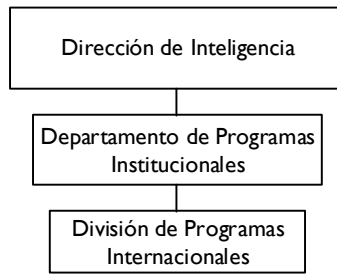 Dirección de Inteligencia
Departamento de Programas
Institucionales
División de Programas
Internacionales